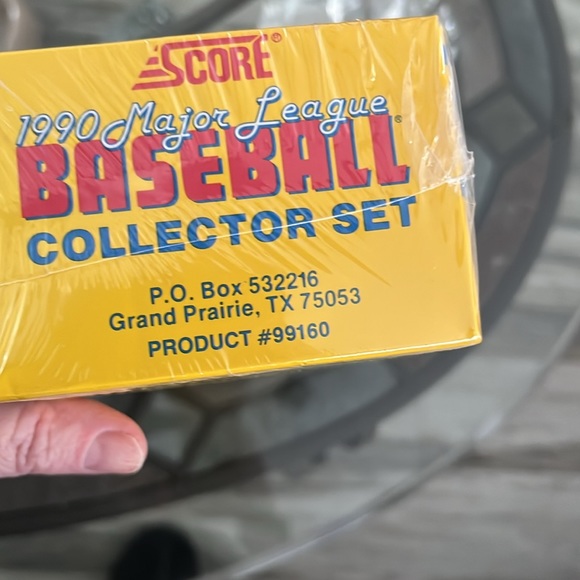 SCORE®
1990 Major League
BASEBALL®
COLLECTOR SET
P.O. Box 532216
Grand Prairie, TX 75053
PRODUCT #99160